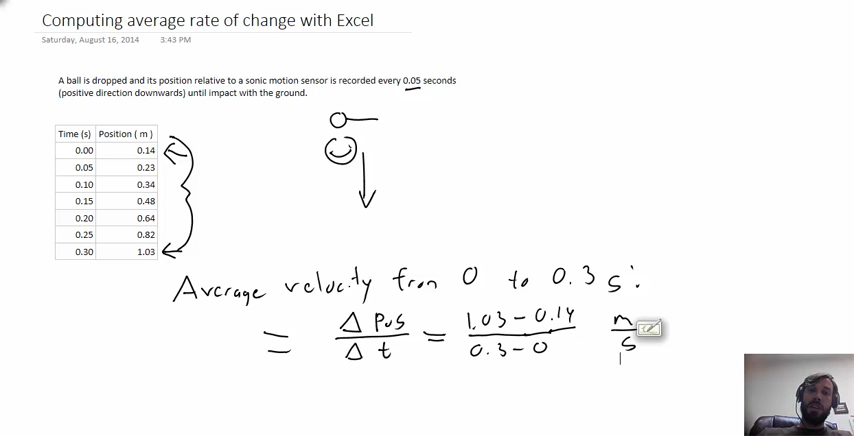 Computing average rate of change with Excel
Saturday, August 16, 2014 3:43 PM
A ball is dropped and its position relative to a sonic motion sensor is recorded every 0.05 seconds
(positive direction downwards) until impact with the ground.
Time (s) Position ( m )
0.00 0.14
0.05 0.23
0.10 0.34
0.15 0.48
0.20 0.64
0.25 0.82
0.30 1.03
Average velocity from 0 to 0.3 s:
= Δ Pos / Δ t = 1.03 - 0.14 / 0.3 - 0 m / s